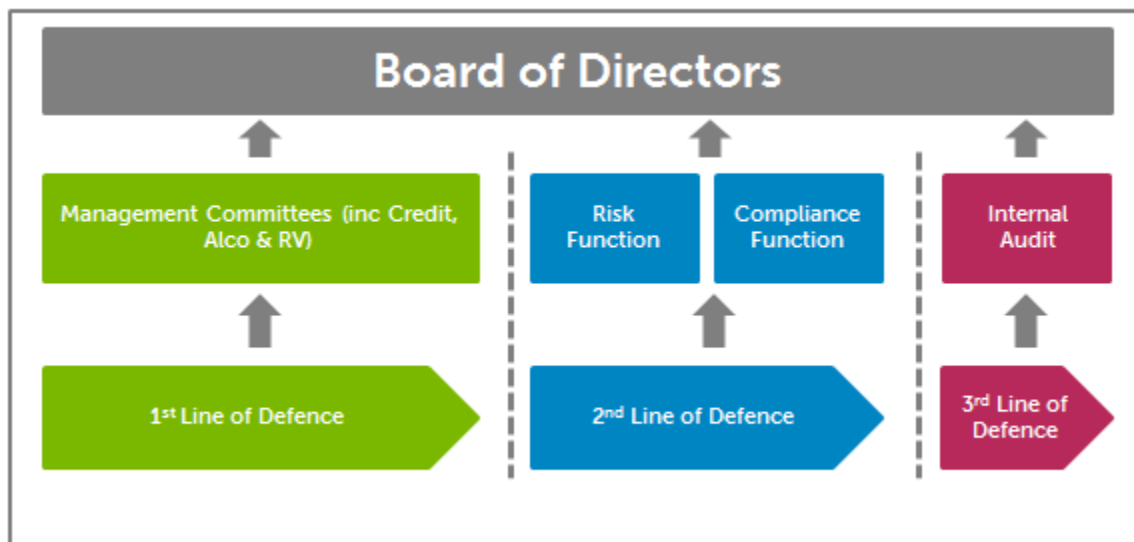 Board of Directors
Management Committees (inc Credit,
Alco & RV)
Risk
Function
Compliance
Function
Internal
Audit
1st Line of Defence
2nd Line of Defence
3rd Line of
Defence